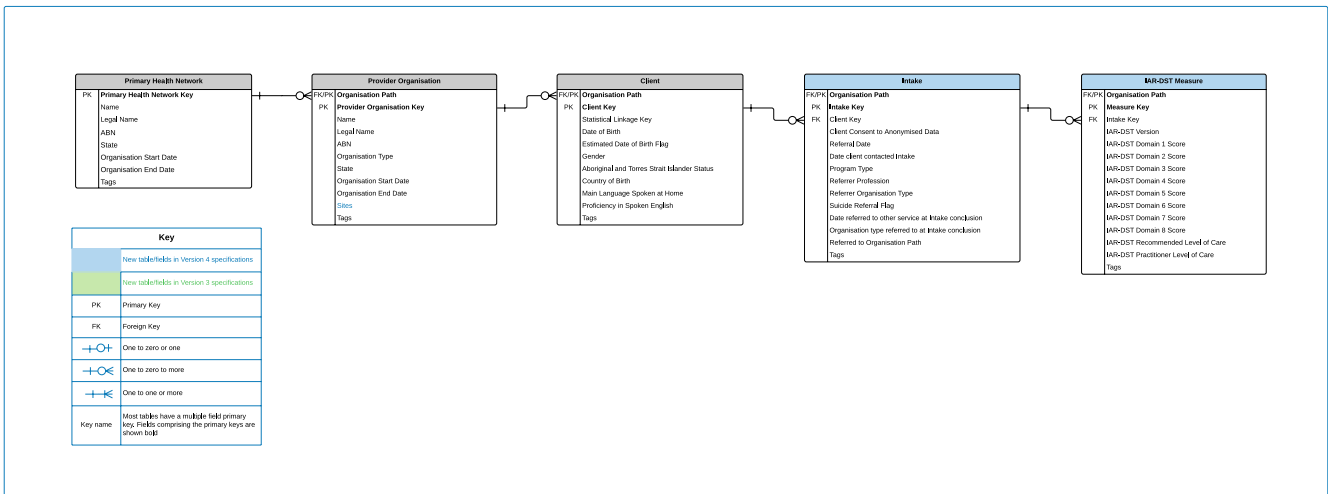 Primary Health Network
PK Primary Health Network Key
Name
Legal Name
ABN
State
Organisation Start Date
Organisation End Date
Tags
Provider Organisation
FK/PK Organisation Path
PK Provider Organisation Key
Name
Legal Name
ABN
Organisation Type
State
Organisation Start Date
Organisation End Date
Sites
Tags
Client
FK/PK Organisation Path
PK Client Key
Statistical Linkage Key
Date of Birth
Estimated Date of Birth Flag
Gender
Aboriginal and Torres Strait Islander Status
Country of Birth
Main Language Spoken at Home
Proficiency in Spoken English
Tags
Intake
FK/PK Organisation Path
PK Intake Key
FK Client Key
Client Consent to Anonymised Data
Referral Date
Date client contacted Intake
Program Type
Referrer Profession
Referrer Organisation Type
Suicide Referral Flag
Date referred to other service at Intake conclusion
Organisation type referred to at Intake conclusion
Referred to Organisation Path
Tags
IAR-DST Measure
FK/PK Organisation Path
PK Measure Key
FK Intake Key
IAR-DST Version
IAR-DST Domain 1 Score
IAR-DST Domain 2 Score
IAR-DST Domain 3 Score
IAR-DST Domain 4 Score
IAR-DST Domain 5 Score
IAR-DST Domain 6 Score
IAR-DST Domain 7 Score
IAR-DST Domain 8 Score
IAR-DST Recommended Level of Care
IAR-DST Practitioner Level of Care
Tags
Key
New table/fields in Version 4 specifications
New table/fields in Version 3 specifications
PK Primary Key
FK Foreign Key
One to zero or one
One to zero to more
One to one or more
Key name
Most tables have a multiple field primary
key. Fields comprising the primary keys are
shown bold